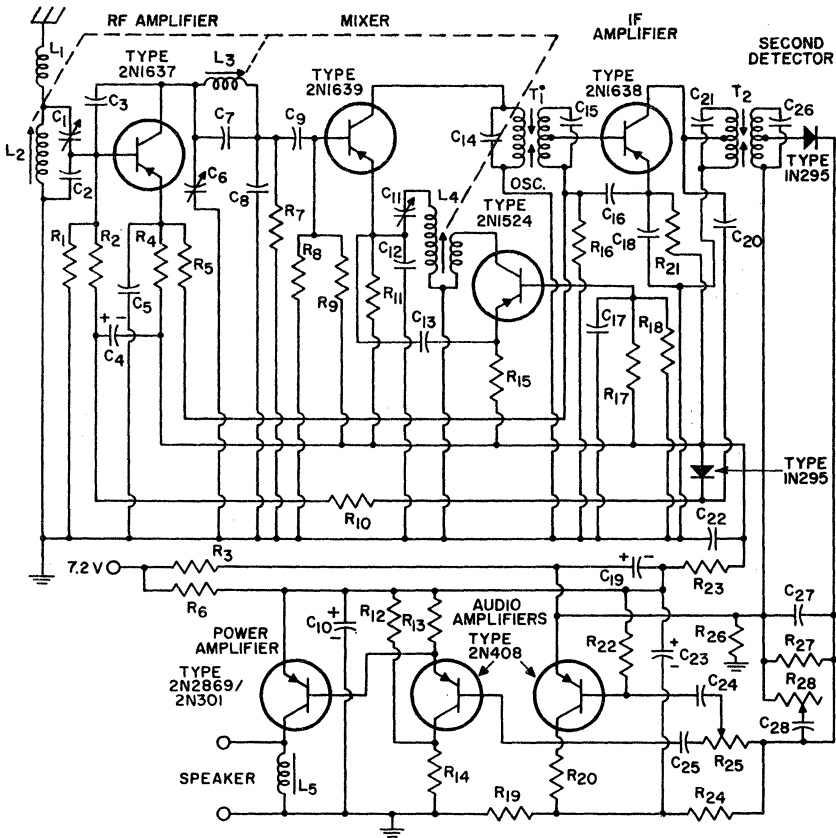 RF AMPLIFIER
MIXER
IF
AMPLIFIER
SECOND
DETECTOR
L1
L2
C1
C2
C3
TYPE
2N1637
L3
C7
C6
C8
C9
TYPE
2N1639
C14
T1
C15
TYPE
2N1638
C21
T2
C26
TYPE
1N295
OSC.
TYPE
2N1524
C11
L4
C12
C16
C18
R21
C20
R1
R2
R4
R5
C5
+ -
C4
R7
R8
R9
R11
C13
R15
R16
C17
R18
R17
TYPE
1N295
R10
C22
7.2 V
R3
R6
+ -
C19
R23
POWER
AMPLIFIER
TYPE
2N2869/
2N301
+
C10
-
R12
R13
AUDIO
AMPLIFIERS
TYPE
2N408
R22
+
C23
-
R26
C27
R27
R28
C28
C24
C25
R25
SPEAKER
L5
R14
R19
R20
R24